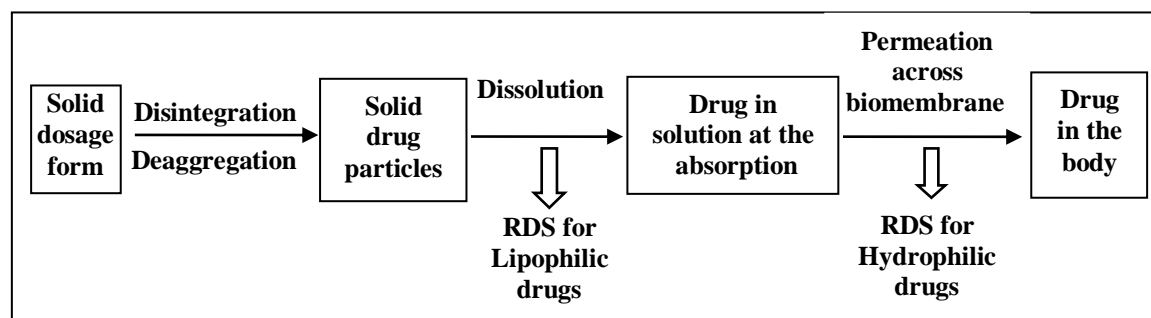 Solid
dosage
form
Disintegration
Deaggregation
Solid
drug
particles
Dissolution
RDS for
Lipophilic
drugs
Drug in
solution at the
absorption
Permeation
across
biomembrane
RDS for
Hydrophilic
drugs
Drug
in the
body